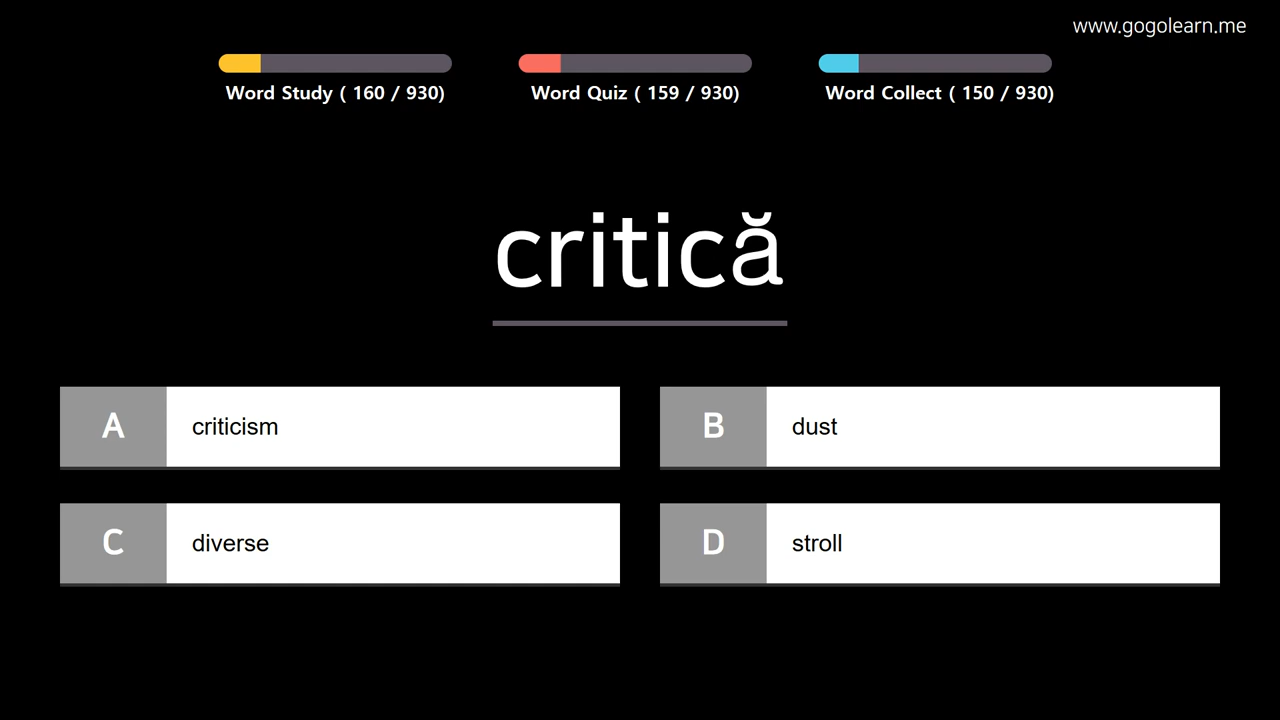 www.gogolearn.me
Word Study ( 160 / 930)
Word Quiz ( 159 / 930)
Word Collect ( 150 / 930)
critică
A criticism
B dust
C diverse
D stroll